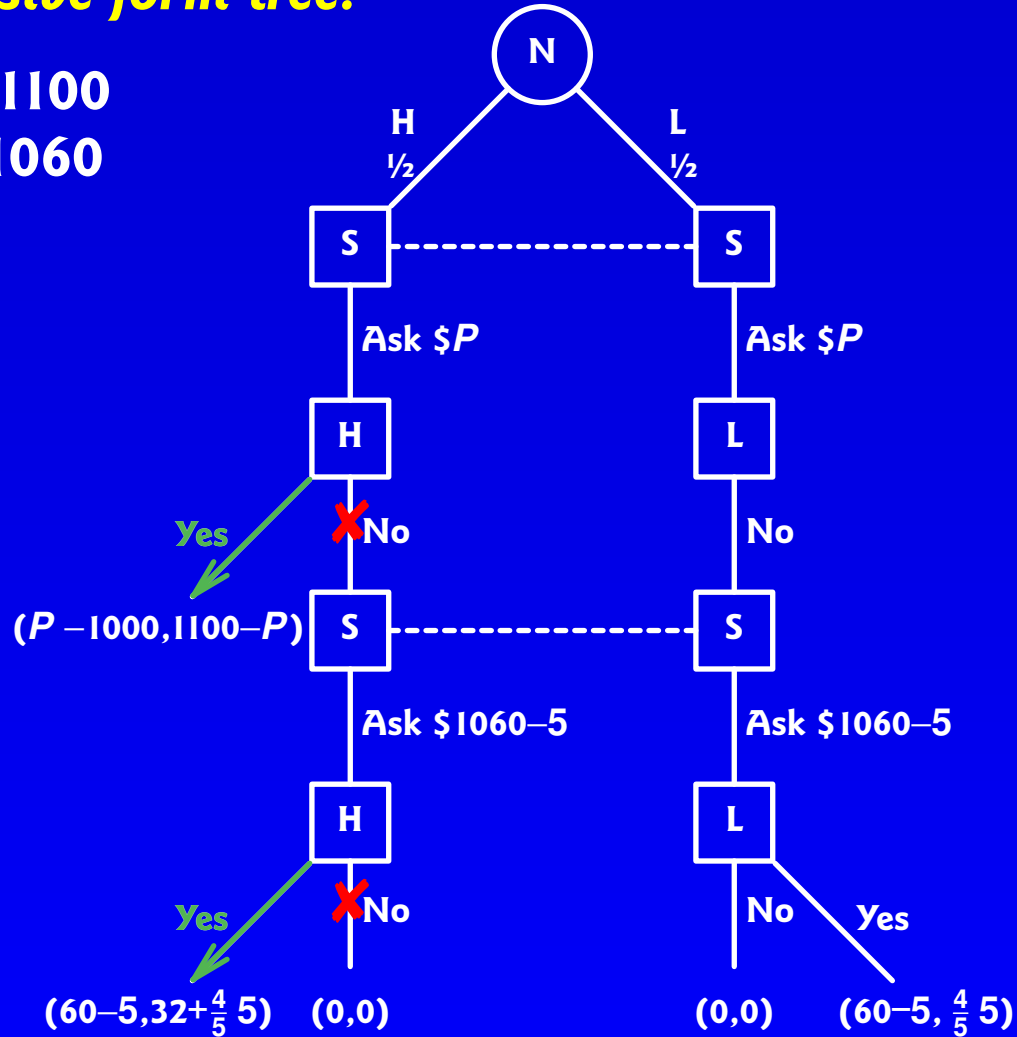 form tree:
1100
1060
N
H L
½ ½
S S
Ask $P Ask $P
H L
Yes No No
(P –1000,1100–P) S S
Ask $1060–5 Ask $1060–5
H L
Yes No No Yes
(60–5,32+4/5 5) (0,0) (0,0) (60–5, 4/5 5)